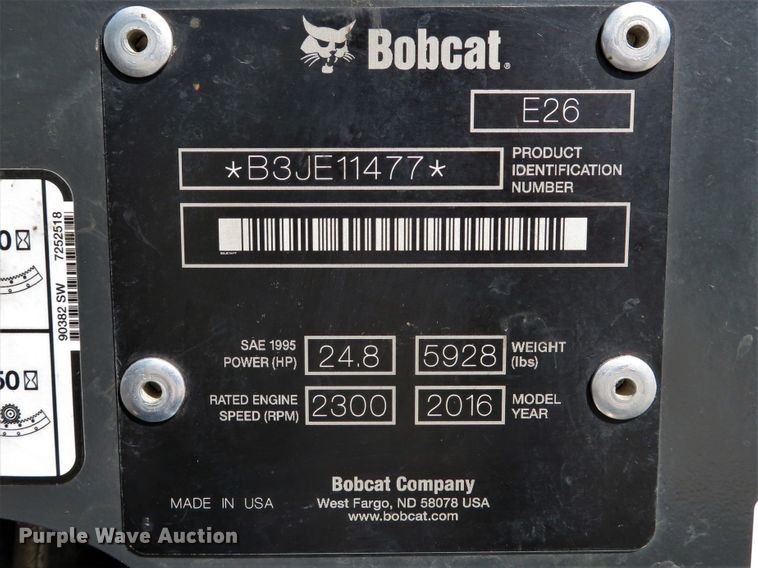 Bobcat®
E26
*B3JE11477*
PRODUCT
IDENTIFICATION
NUMBER
SAE 1995
POWER (HP)
24.8
5928
WEIGHT
(lbs)
RATED ENGINE
SPEED (RPM)
2300
2016
MODEL
YEAR
Bobcat Company
MADE IN USA
West Fargo, ND 58078 USA
www.bobcat.com
7252518
90382 SW
0
50
Purple Wave Auction